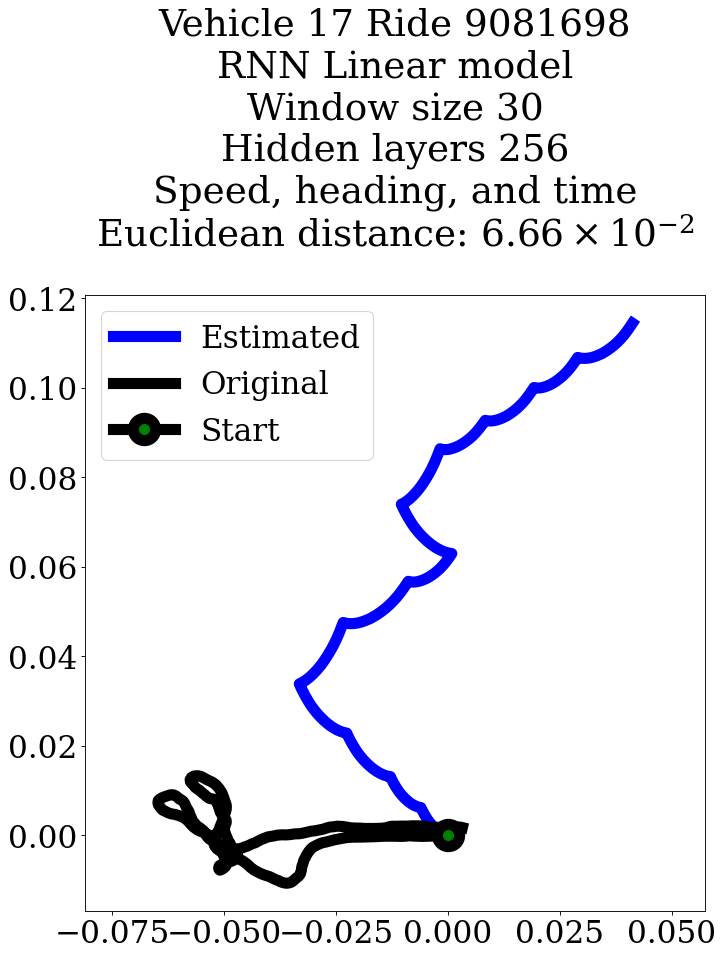 Vehicle 17 Ride 9081698
RNN Linear model
Window size 30
Hidden layers 256
Speed, heading, and time
Euclidean distance: 6.66 × 10⁻²
0.12
0.10
0.08
0.06
0.04
0.02
0.00
Estimated
Original
Start
−0.075−0.050−0.025 0.000 0.025 0.050